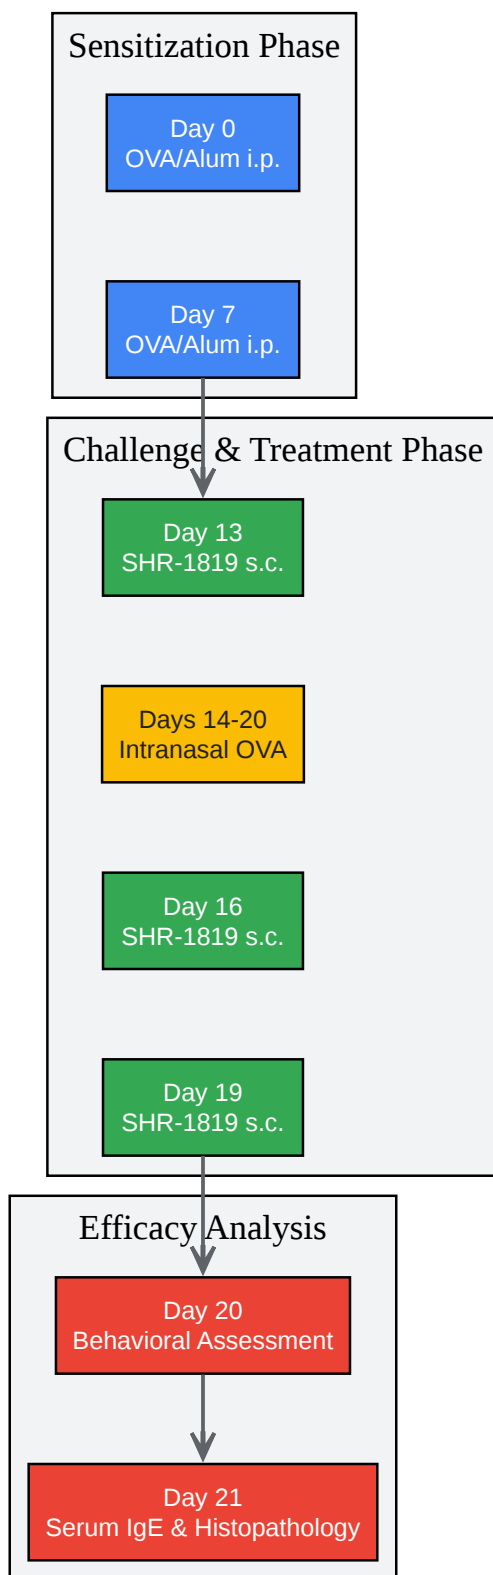 Sensitization Phase
Day 0
OVA/Alum i.p.
Day 7
OVA/Alum i.p.
Challenge & Treatment Phase
Day 13
SHR-1819 s.c.
Days 14-20
Intranasal OVA
Day 16
SHR-1819 s.c.
Day 19
SHR-1819 s.c.
Efficacy Analysis
Day 20
Behavioral Assessment
Day 21
Serum IgE & Histopathology